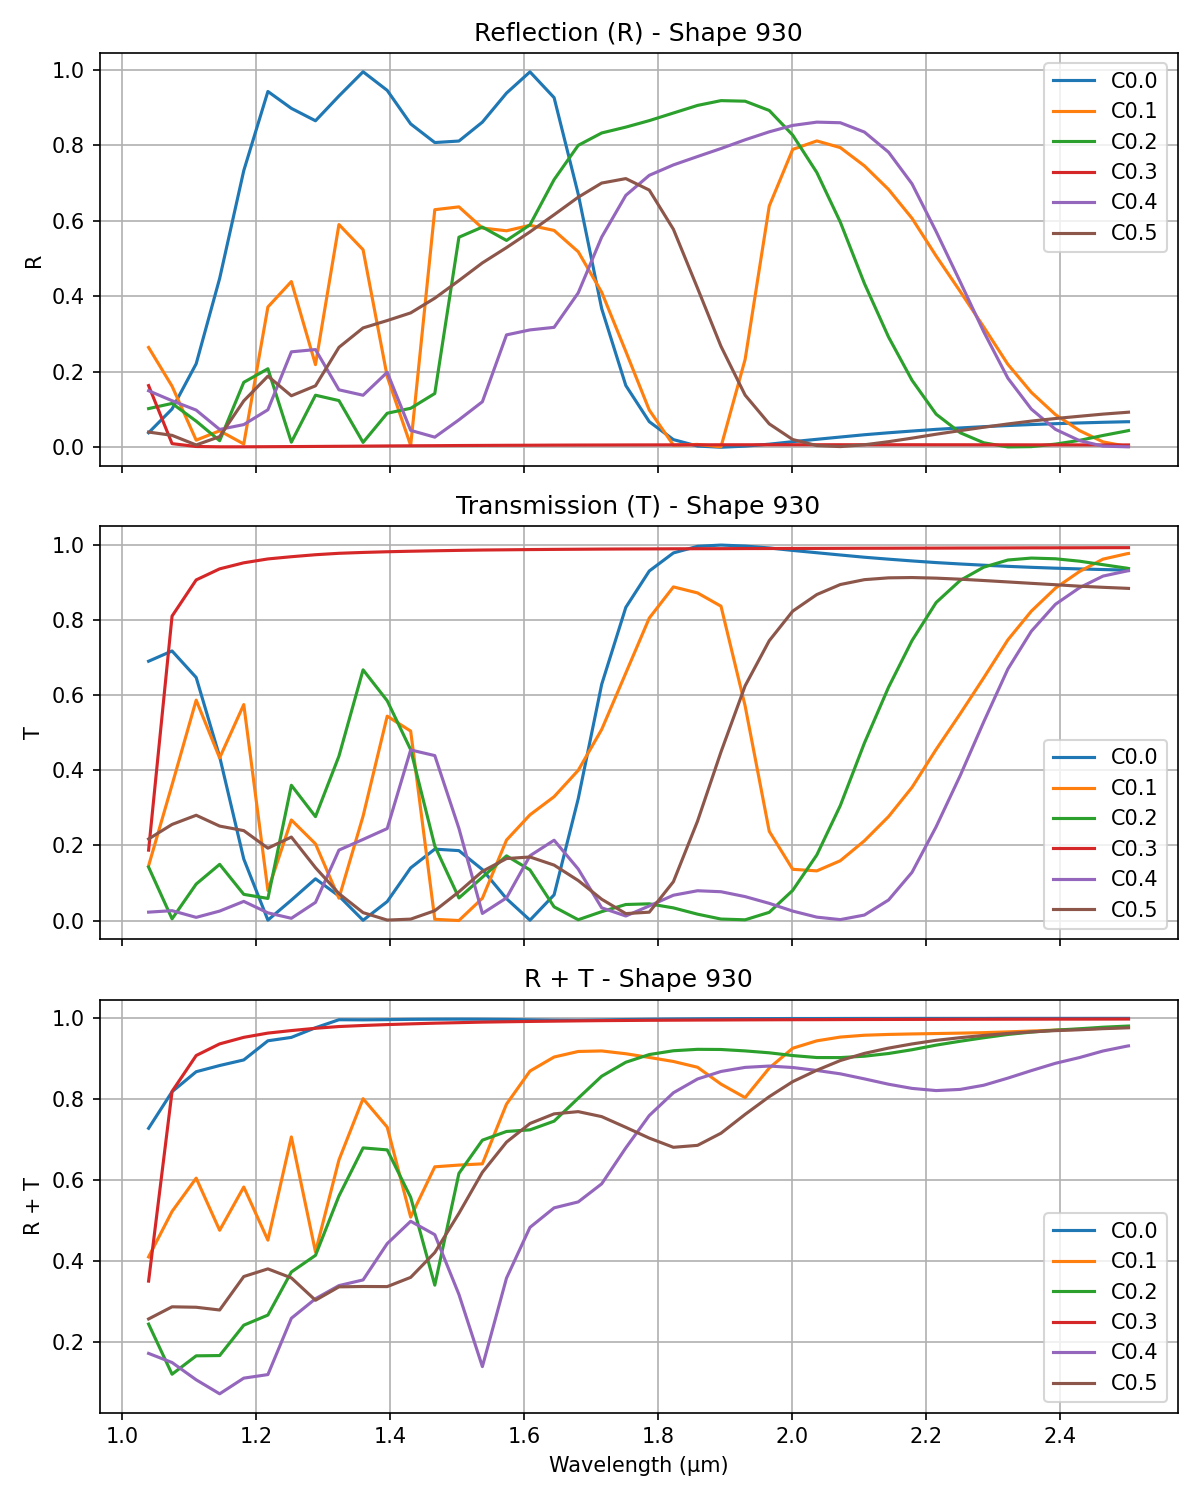 Reflection (R) - Shape 930
1.0
0.8
0.6
0.4
0.2
0.0
R
C0.0
C0.1
C0.2
C0.3
C0.4
C0.5
Transmission (T) - Shape 930
1.0
0.8
0.6
0.4
0.2
0.0
T
C0.0
C0.1
C0.2
C0.3
C0.4
C0.5
R + T - Shape 930
1.0
0.8
0.6
0.4
0.2
R + T
C0.0
C0.1
C0.2
C0.3
C0.4
C0.5
1.0 1.2 1.4 1.6 1.8 2.0 2.2 2.4
Wavelength (μm)